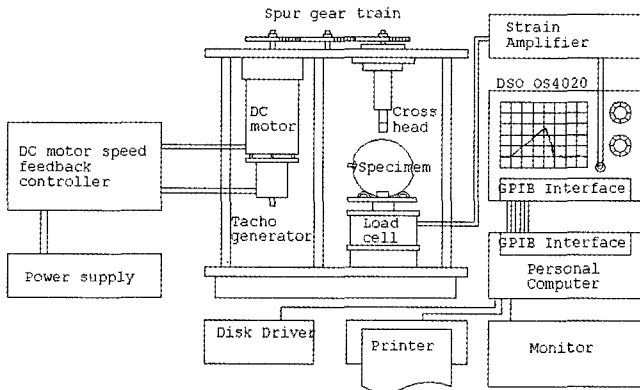 Spur gear train
Strain
Amplifier
DSO OS4020
DC
motor
Cross
head
DC motor speed
feedback
controller
Specimem
GPIB Interface
Tacho
generator
Load
cell
GPIB Interface
Power supply
Personal
Computer
Disk Driver
Printer
Monitor